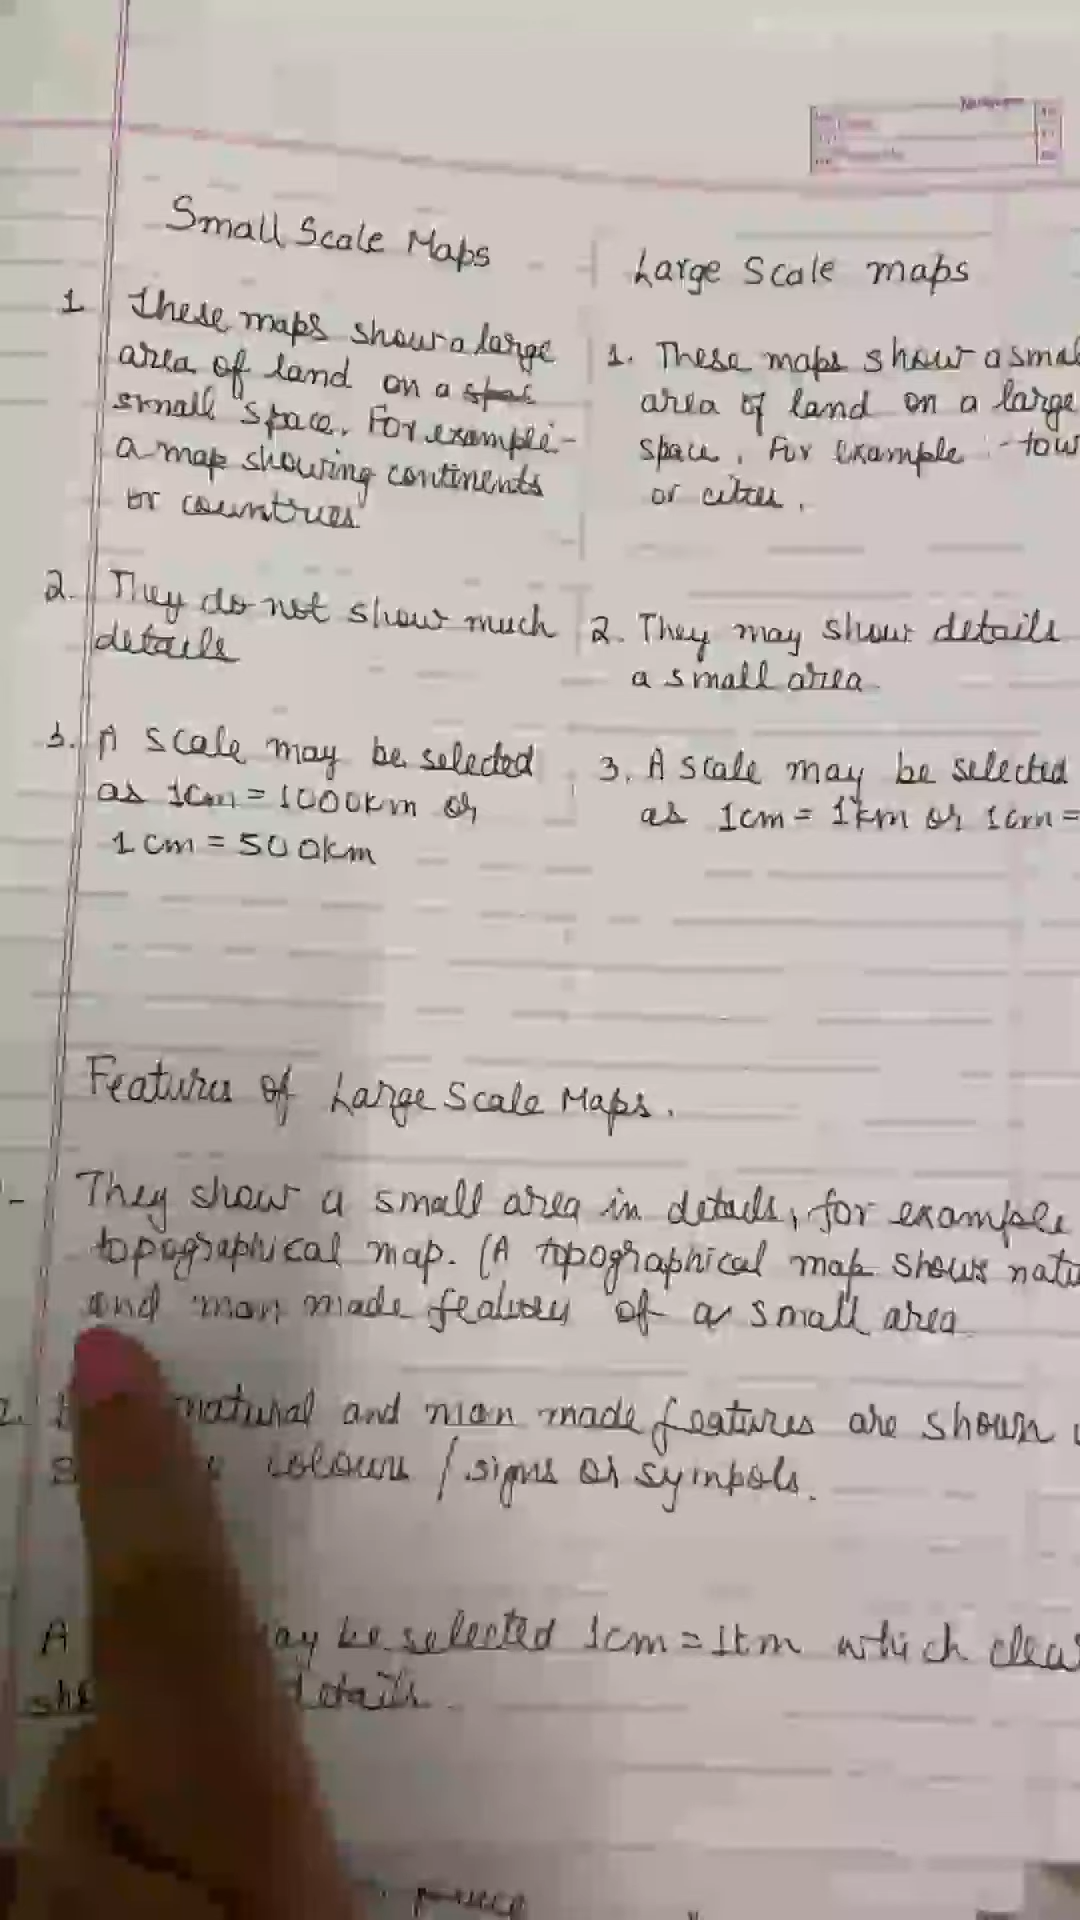 Small Scale Maps
1 These maps show a large
area of land on a
small space. For example-
a map showing continents
or countries
2. They do not show much
details
3. A scale may be selected
as 1cm = 1000km or
1 cm = 500km
Large Scale maps
1. These maps show a
area of land on a large
space. For example :-
or cities.
2. They may show details
a small area
3. A scale may be selected
as 1cm = 1km or 1cm =
Features of Large Scale Maps.
They show a small area in details, for example
topographical map. (A topographical map shows
and man made features of a small area
2. natural and man made features are shown
colours / signs or symbols.
A be selected 1cm = 1km which
details.